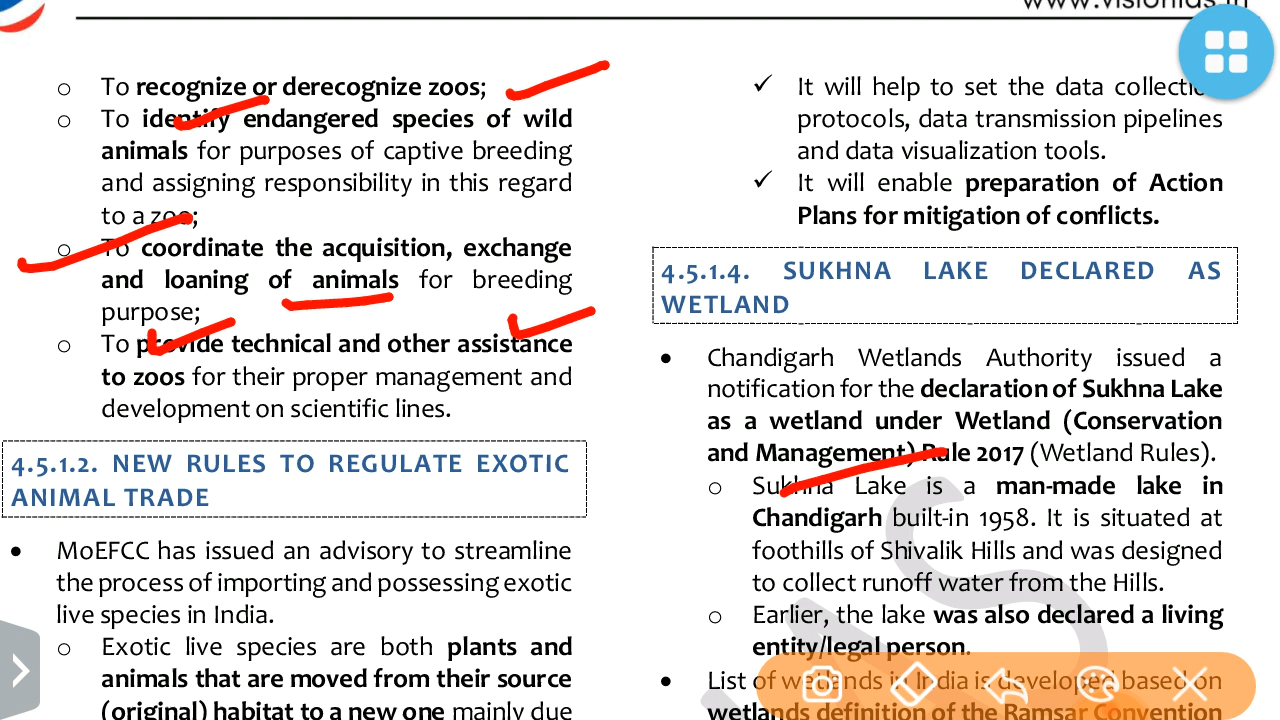 www.visionias.in
o To recognize or derecognize zoos;
o To identify endangered species of wild
animals for purposes of captive breeding
and assigning responsibility in this regard
to a zoo;
o To coordinate the acquisition, exchange
and loaning of animals for breeding
purpose;
o To provide technical and other assistance
to zoos for their proper management and
development on scientific lines.
4.5.1.2. NEW RULES TO REGULATE EXOTIC
ANIMAL TRADE
• MoEFCC has issued an advisory to streamline
the process of importing and possessing exotic
live species in India.
o Exotic live species are both plants and
animals that are moved from their source
(original) habitat to a new one mainly due
✓ It will help to set the data collection
protocols, data transmission pipelines
and data visualization tools.
✓ It will enable preparation of Action
Plans for mitigation of conflicts.
4.5.1.4. SUKHNA LAKE DECLARED AS
WETLAND
• Chandigarh Wetlands Authority issued a
notification for the declaration of Sukhna Lake
as a wetland under Wetland (Conservation
and Management) Rule 2017 (Wetland Rules).
o Sukhna Lake is a man-made lake in
Chandigarh built-in 1958. It is situated at
foothills of Shivalik Hills and was designed
to collect runoff water from the Hills.
o Earlier, the lake was also declared a living
entity/legal person.
• List of wetlands in India is developed based on
wetlands definition of the Ramsar Convention